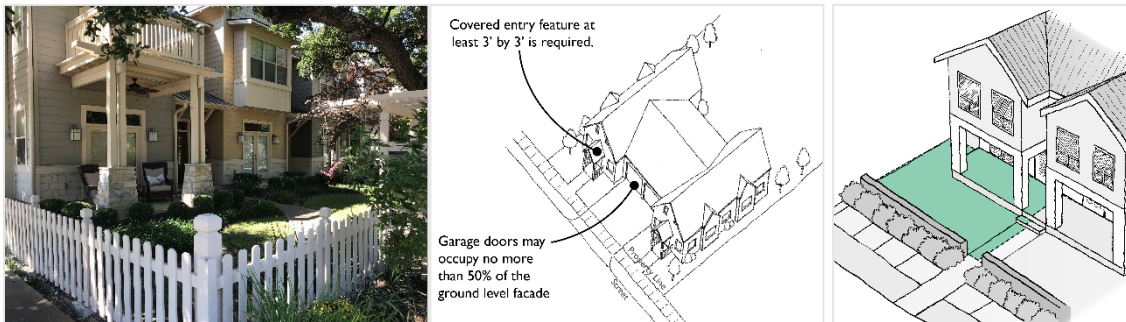 Covered entry feature at
least 3' by 3' is required.
Garage doors may
occupy no more
than 50% of the
ground level facade
Property Line
Street